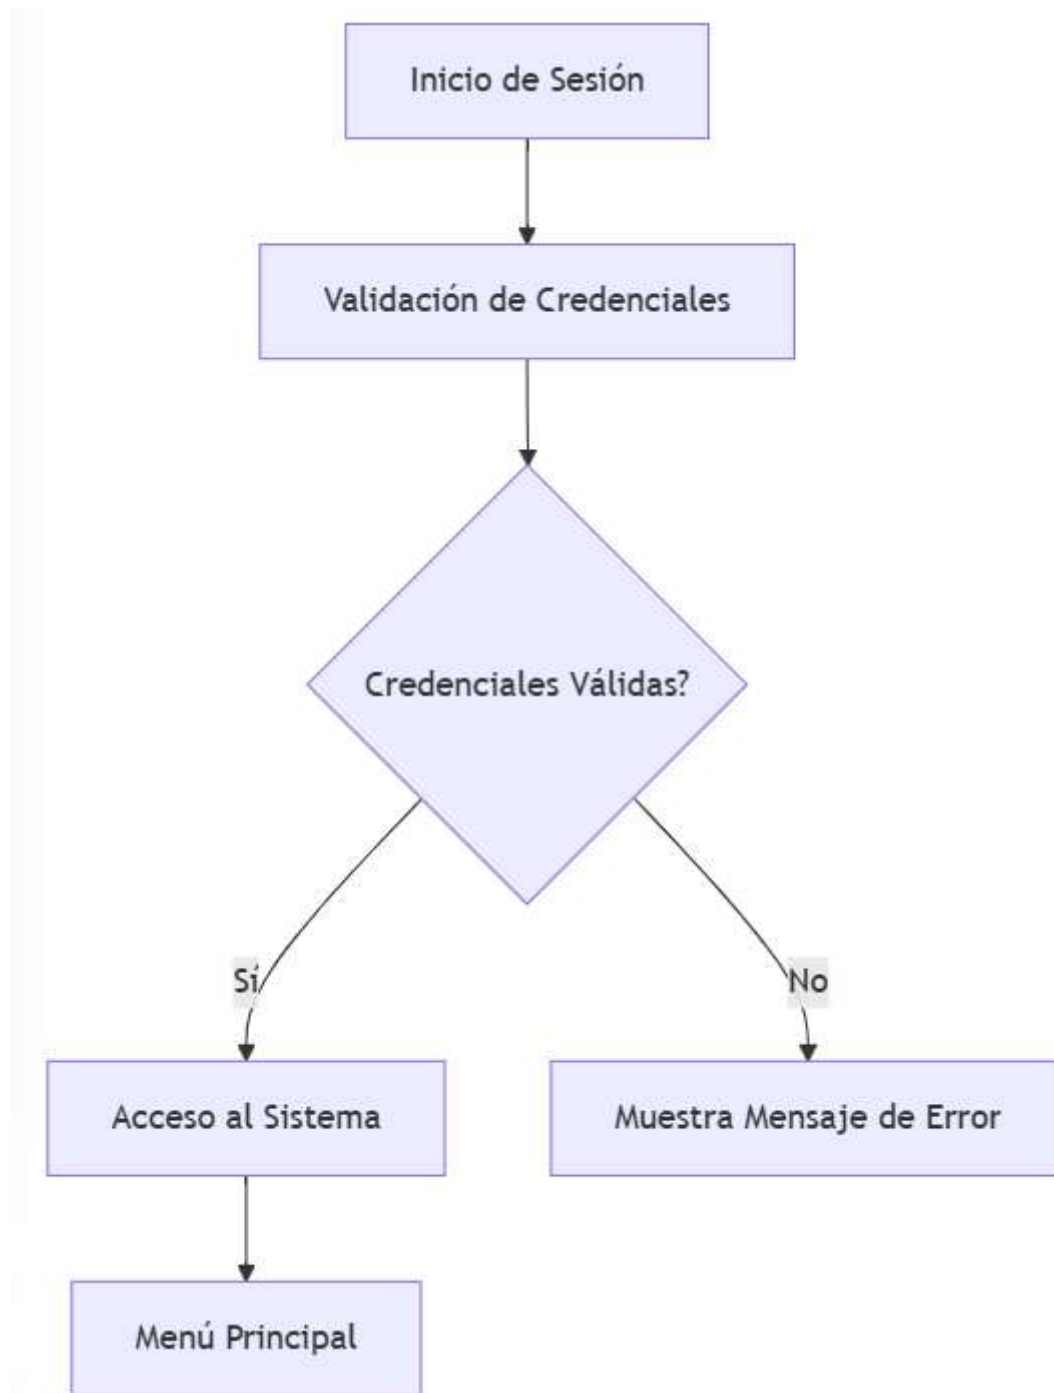 Inicio de Sesión
Validación de Credenciales
Credenciales Válidas?
Sí
No
Acceso al Sistema
Muestra Mensaje de Error
Menú Principal